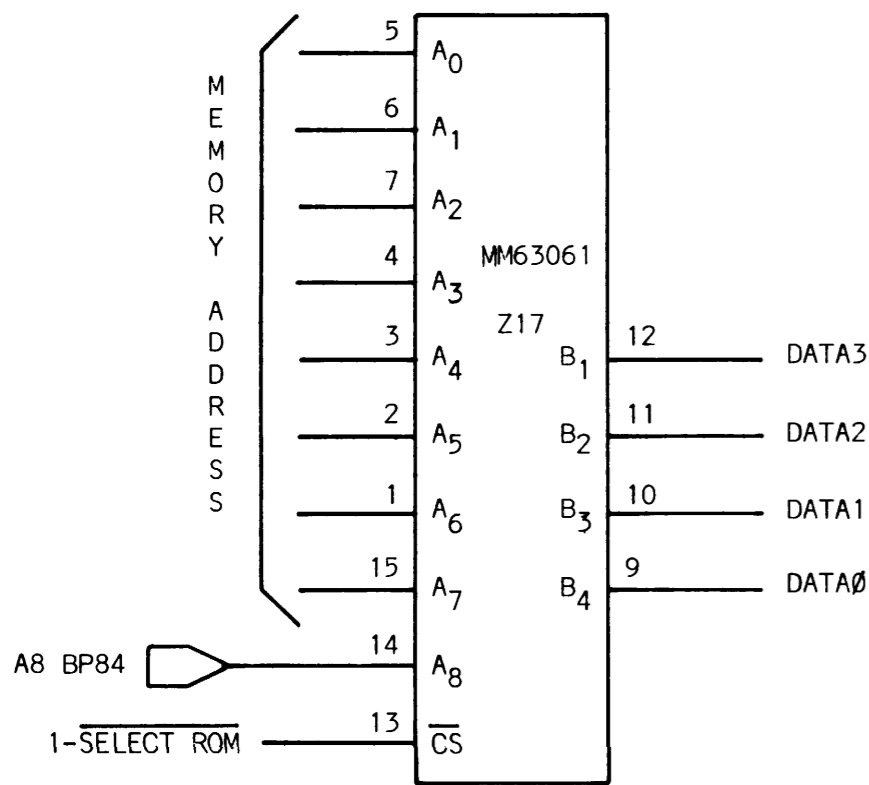 MEMORY ADDRESS
5 A0
6 A1
7 A2
4 A3
MM63061
Z17
3 A4 B1 12 DATA3
2 A5 B2 11 DATA2
1 A6 B3 10 DATA1
15 A7 B4 9 DATAØ
A8 BP84 14 A8
1-SELECT ROM 13 CS